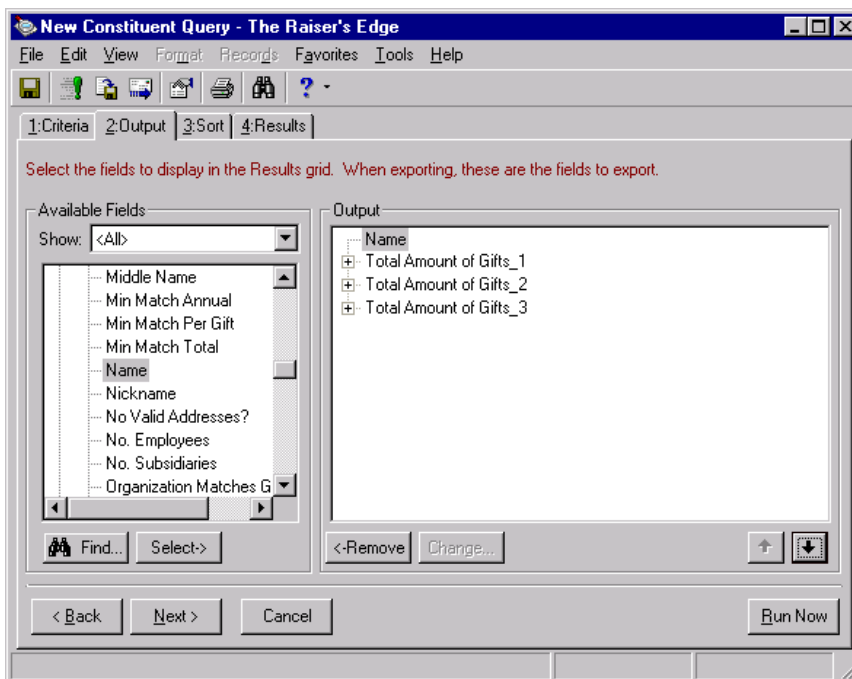 New Constituent Query - The Raiser's Edge
File Edit View Format Records Favorites Tools Help
1:Criteria 2:Output 3:Sort 4:Results
Select the fields to display in the Results grid. When exporting, these are the fields to export.
Available Fields
Show: <All>
Middle Name
Min Match Annual
Min Match Per Gift
Min Match Total
Name
Nickname
No Valid Addresses?
No. Employees
No. Subsidiaries
Organization Matches G
Find... Select->
Output
Name
Total Amount of Gifts_1
Total Amount of Gifts_2
Total Amount of Gifts_3
<-Remove Change...
< Back Next > Cancel Run Now